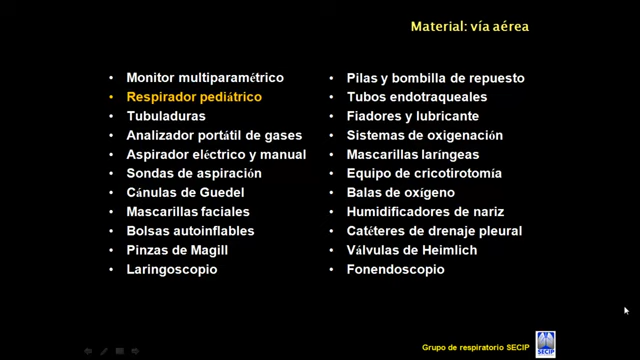 Material: vía aérea
• Monitor multiparamétrico
• Respirador pediátrico
• Tubuladuras
• Analizador portátil de gases
• Aspirador eléctrico y manual
• Sondas de aspiración
• Cánulas de Guedel
• Mascarillas faciales
• Bolsas autoinflables
• Pinzas de Magill
• Laringoscopio
• Pilas y bombilla de repuesto
• Tubos endotraqueales
• Fiadores y lubricante
• Sistemas de oxigenación
• Mascarillas laríngeas
• Equipo de cricotirotomía
• Balas de oxígeno
• Humidificadores de nariz
• Catéteres de drenaje pleural
• Válvulas de Heimlich
• Fonendoscopio
Grupo de respiratorio SECIP
SECIP